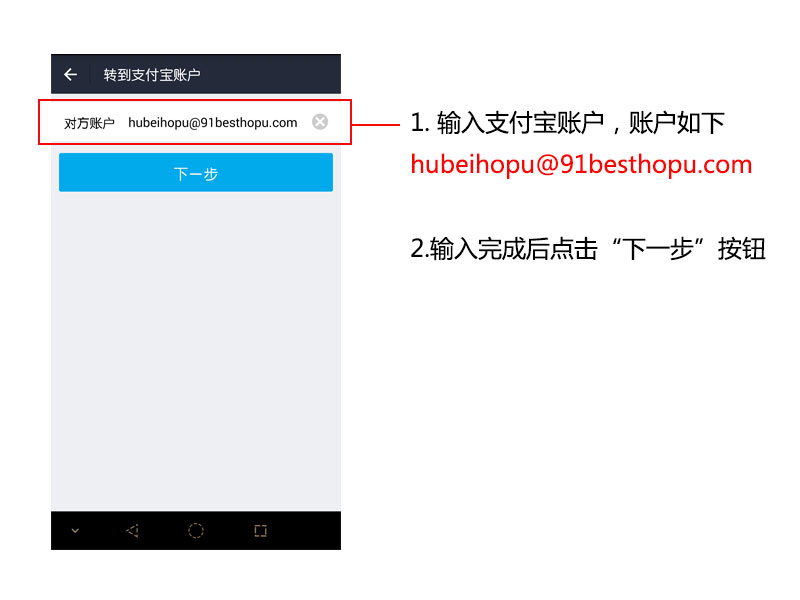 转到支付宝账户
对方账户 hubeihopu@91besthopu.com
下一步
1. 输入支付宝账户，账户如下
hubeihopu@91besthopu.com
2.输入完成后点击“下一步”按钮